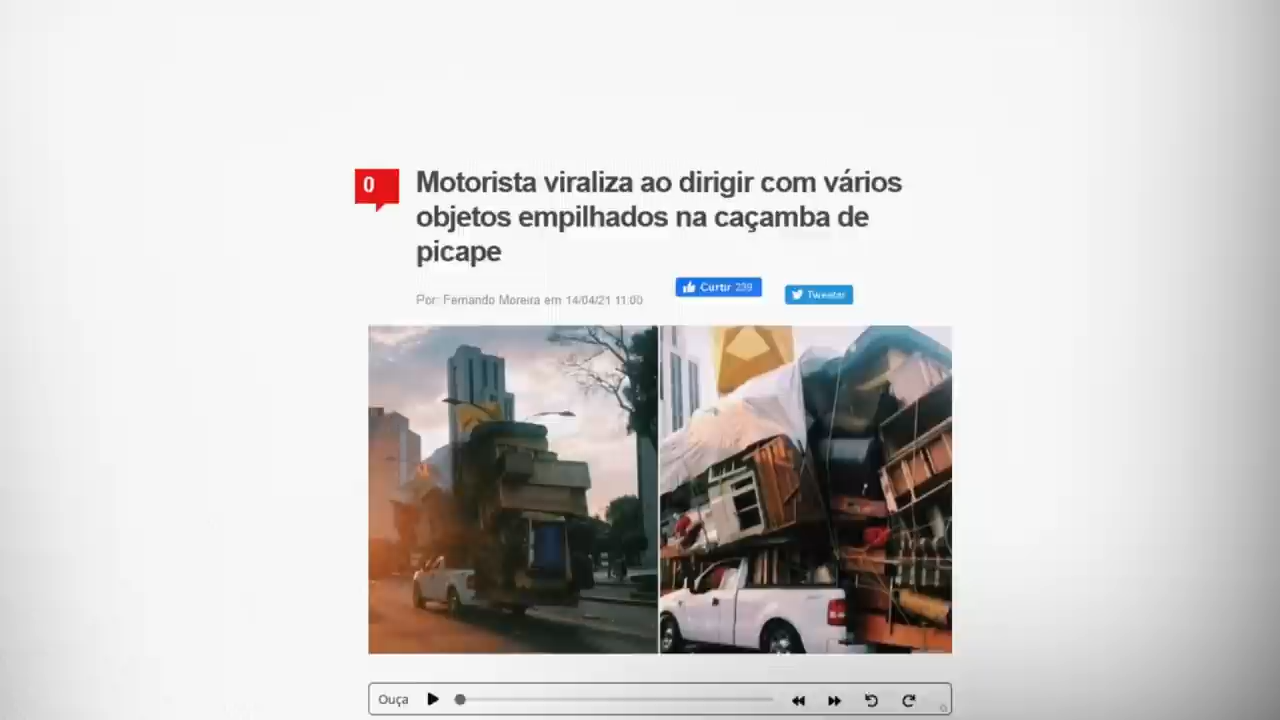 0
Motorista viraliza ao dirigir com vários
objetos empilhados na caçamba de
picape
Por: Fernando Moreira em 14/04/21 11:00
Curtir 239
Tweetar
Ouça